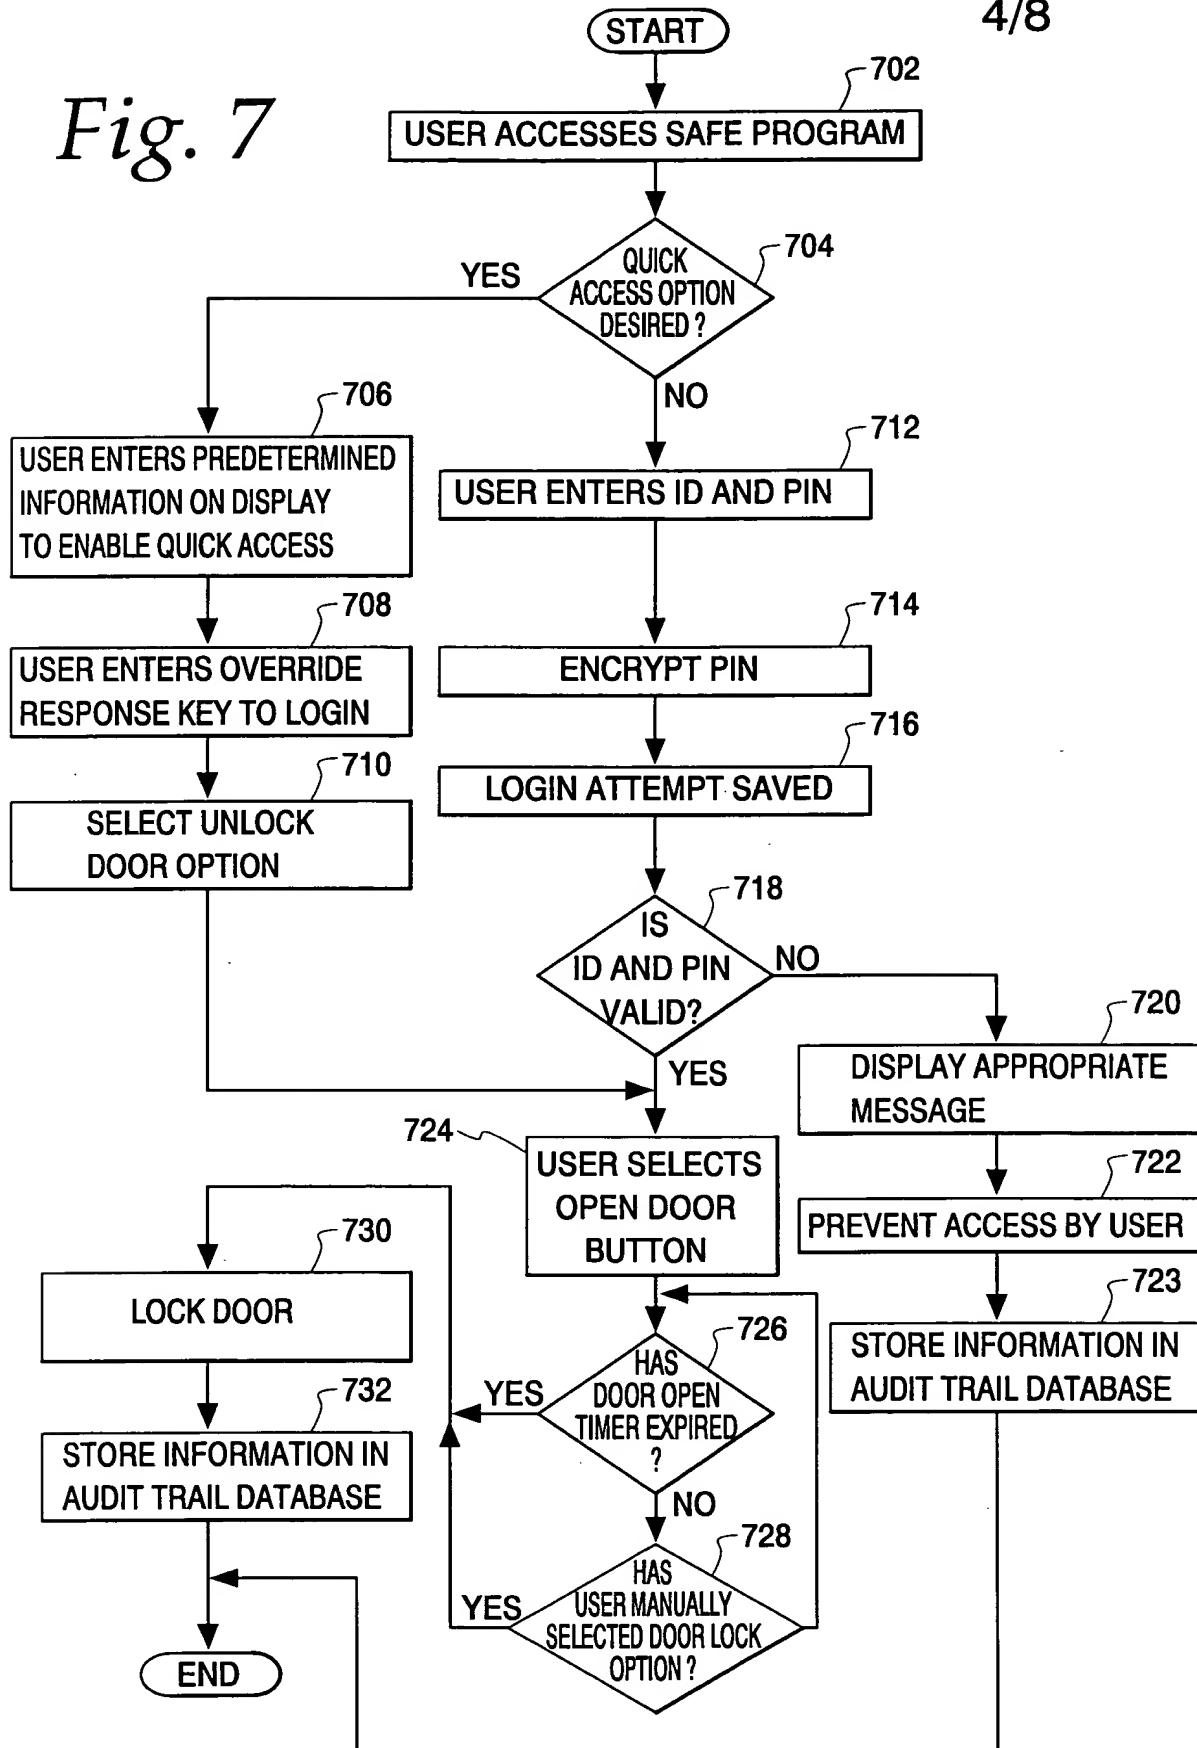 4/8
Fig. 7
START
702
USER ACCESSES SAFE PROGRAM
704
QUICK
ACCESS OPTION
DESIRED ?
YES
NO
706
USER ENTERS PREDETERMINED
INFORMATION ON DISPLAY
TO ENABLE QUICK ACCESS
708
USER ENTERS OVERRIDE
RESPONSE KEY TO LOGIN
710
SELECT UNLOCK
DOOR OPTION
712
USER ENTERS ID AND PIN
714
ENCRYPT PIN
716
LOGIN ATTEMPT SAVED
718
IS
ID AND PIN
VALID?
NO
YES
720
DISPLAY APPROPRIATE
MESSAGE
722
PREVENT ACCESS BY USER
723
STORE INFORMATION IN
AUDIT TRAIL DATABASE
724
USER SELECTS
OPEN DOOR
BUTTON
726
HAS
DOOR OPEN
TIMER EXPIRED
?
YES
NO
728
HAS
USER MANUALLY
SELECTED DOOR LOCK
OPTION ?
YES
730
LOCK DOOR
732
STORE INFORMATION IN
AUDIT TRAIL DATABASE
END